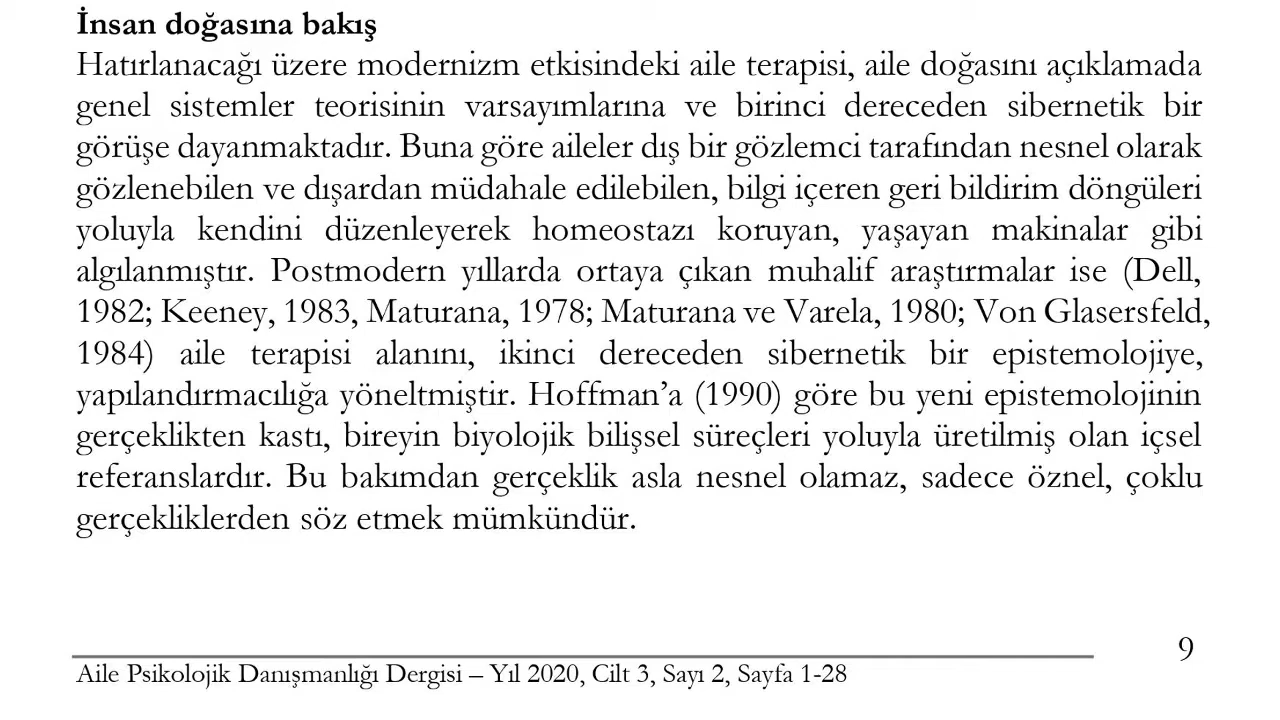 İnsan doğasına bakış
Hatırlanacağı üzere modernizm etkisindeki aile terapisi, aile doğasını açıklamada
genel sistemler teorisinin varsayımlarına ve birinci dereceden sibernetik bir
görüşe dayanmaktadır. Buna göre aileler dış bir gözlemci tarafından nesnel olarak
gözlenebilen ve dışardan müdahale edilebilen, bilgi içeren geri bildirim döngüleri
yoluyla kendini düzenleyerek homeostazı koruyan, yaşayan makinalar gibi
algılanmıştır. Postmodern yıllarda ortaya çıkan muhalif araştırmalar ise (Dell,
1982; Keeney, 1983, Maturana, 1978; Maturana ve Varela, 1980; Von Glasersfeld,
1984) aile terapisi alanını, ikinci dereceden sibernetik bir epistemolojiye,
yapılandırmacılığa yöneltmiştir. Hoffman’a (1990) göre bu yeni epistemolojinin
gerçeklikten kastı, bireyin biyolojik bilişsel süreçleri yoluyla üretilmiş olan içsel
referanslardır. Bu bakımdan gerçeklik asla nesnel olamaz, sadece öznel, çoklu
gerçekliklerden söz etmek mümkündür.
9
Aile Psikolojik Danışmanlığı Dergisi – Yıl 2020, Cilt 3, Sayı 2, Sayfa 1-28